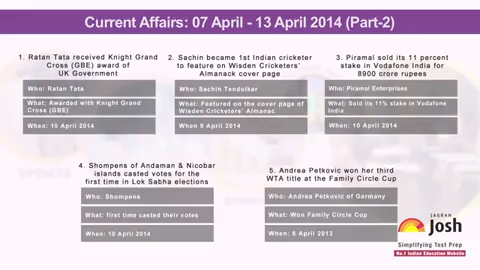 Current Affairs: 07 April - 13 April 2014 (Part-2)
1. Ratan Tata received Knight Grand
Cross (GBE) award of
UK Government
Who: Ratan Tata
What: Awarded with Knight Grand
Cross (GBE)
When: 10 April 2014
2. Sachin became 1st Indian cricketer
to feature on Wisden Cricketers'
Almanack cover page
Who: Sachin Tendulkar
What: Featured on the cover page of
Wisden Cricketers' Almanac
When 9 April 2014
3. Piramal sold its 11 percent
stake in Vodafone India for
8900 crore rupees
Who: Piramal Enterprises
What: Sold its 11% stake in Vodafone
India
When: 10 April 2014
4. Shompens of Andaman & Nicobar
islands casted votes for the
first time in Lok Sabha elections
Who: Shompens
What: first time casted their votes
When: 10 April 2014
5. Andrea Petkovic won her third
WTA title at the Family Circle Cup
Who: Andrea Petkovic of Germany
What: Won Family Circle Cup
When: 6 April 2013
JAGRAN
Josh
Simplifying Test Prep
No.1 Indian Education Website